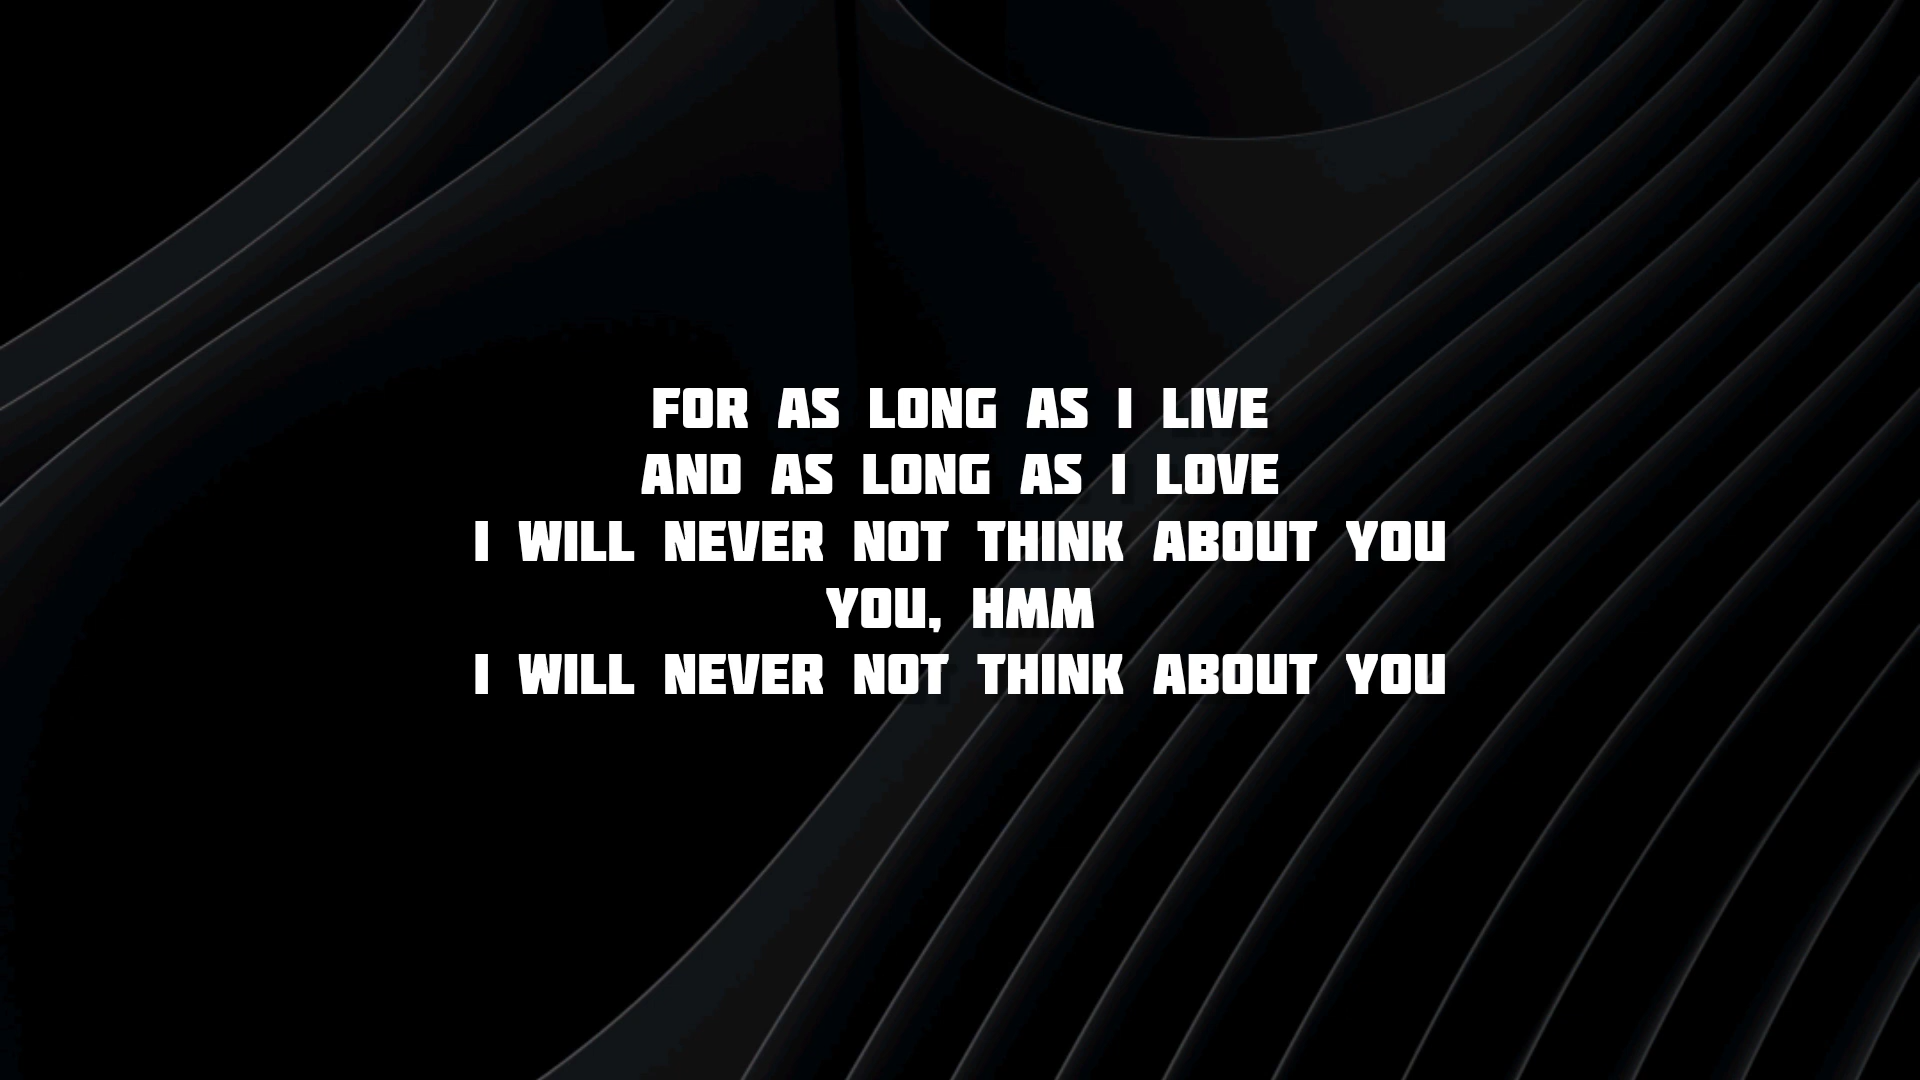 FOR AS LONG AS I LIVE
AND AS LONG AS I LOVE
I WILL NEVER NOT THINK ABOUT YOU
YOU, HMM
I WILL NEVER NOT THINK ABOUT YOU